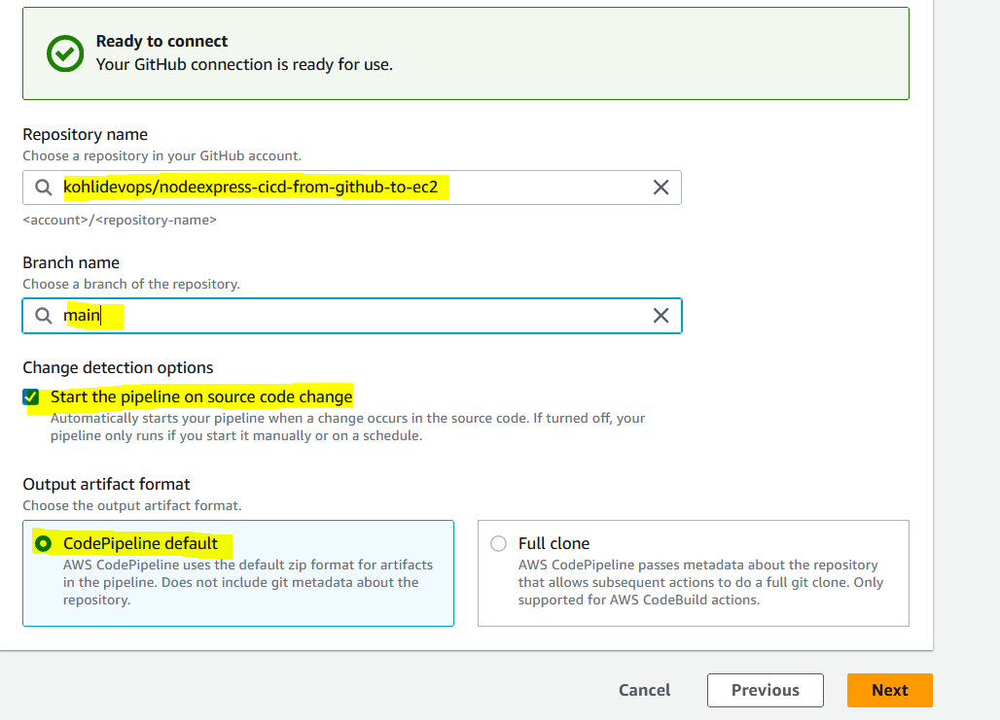 Ready to connect
Your GitHub connection is ready for use.
Repository name
Choose a repository in your GitHub account.
kohlidevops/nodeexpress-cicd-from-github-to-ec2
<account>/<repository-name>
Branch name
Choose a branch of the repository.
main
Change detection options
Start the pipeline on source code change
Automatically starts your pipeline when a change occurs in the source code. If turned off, your
pipeline only runs if you start it manually or on a schedule.
Output artifact format
Choose the output artifact format.
CodePipeline default
AWS CodePipeline uses the default zip format for artifacts
in the pipeline. Does not include git metadata about the
repository.
Full clone
AWS CodePipeline passes metadata about the repository
that allows subsequent actions to do a full git clone. Only
supported for AWS CodeBuild actions.
Cancel
Previous
Next